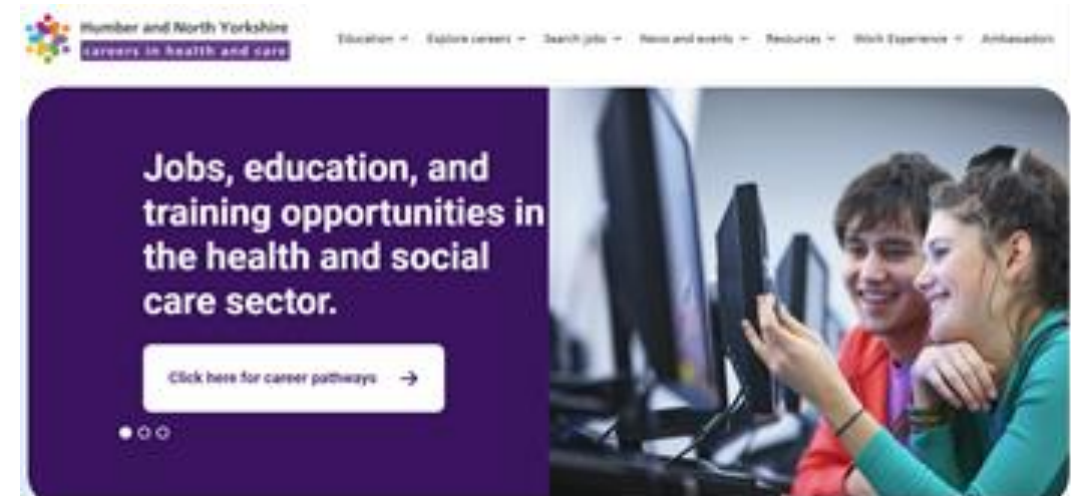 Humber and North Yorkshire
careers in health and care
Education
Explore careers
Search jobs
News and events
Resources
Work Experience
Ambassadors
Jobs, education, and
training opportunities in
the health and social
care sector.
Click here for career pathways →